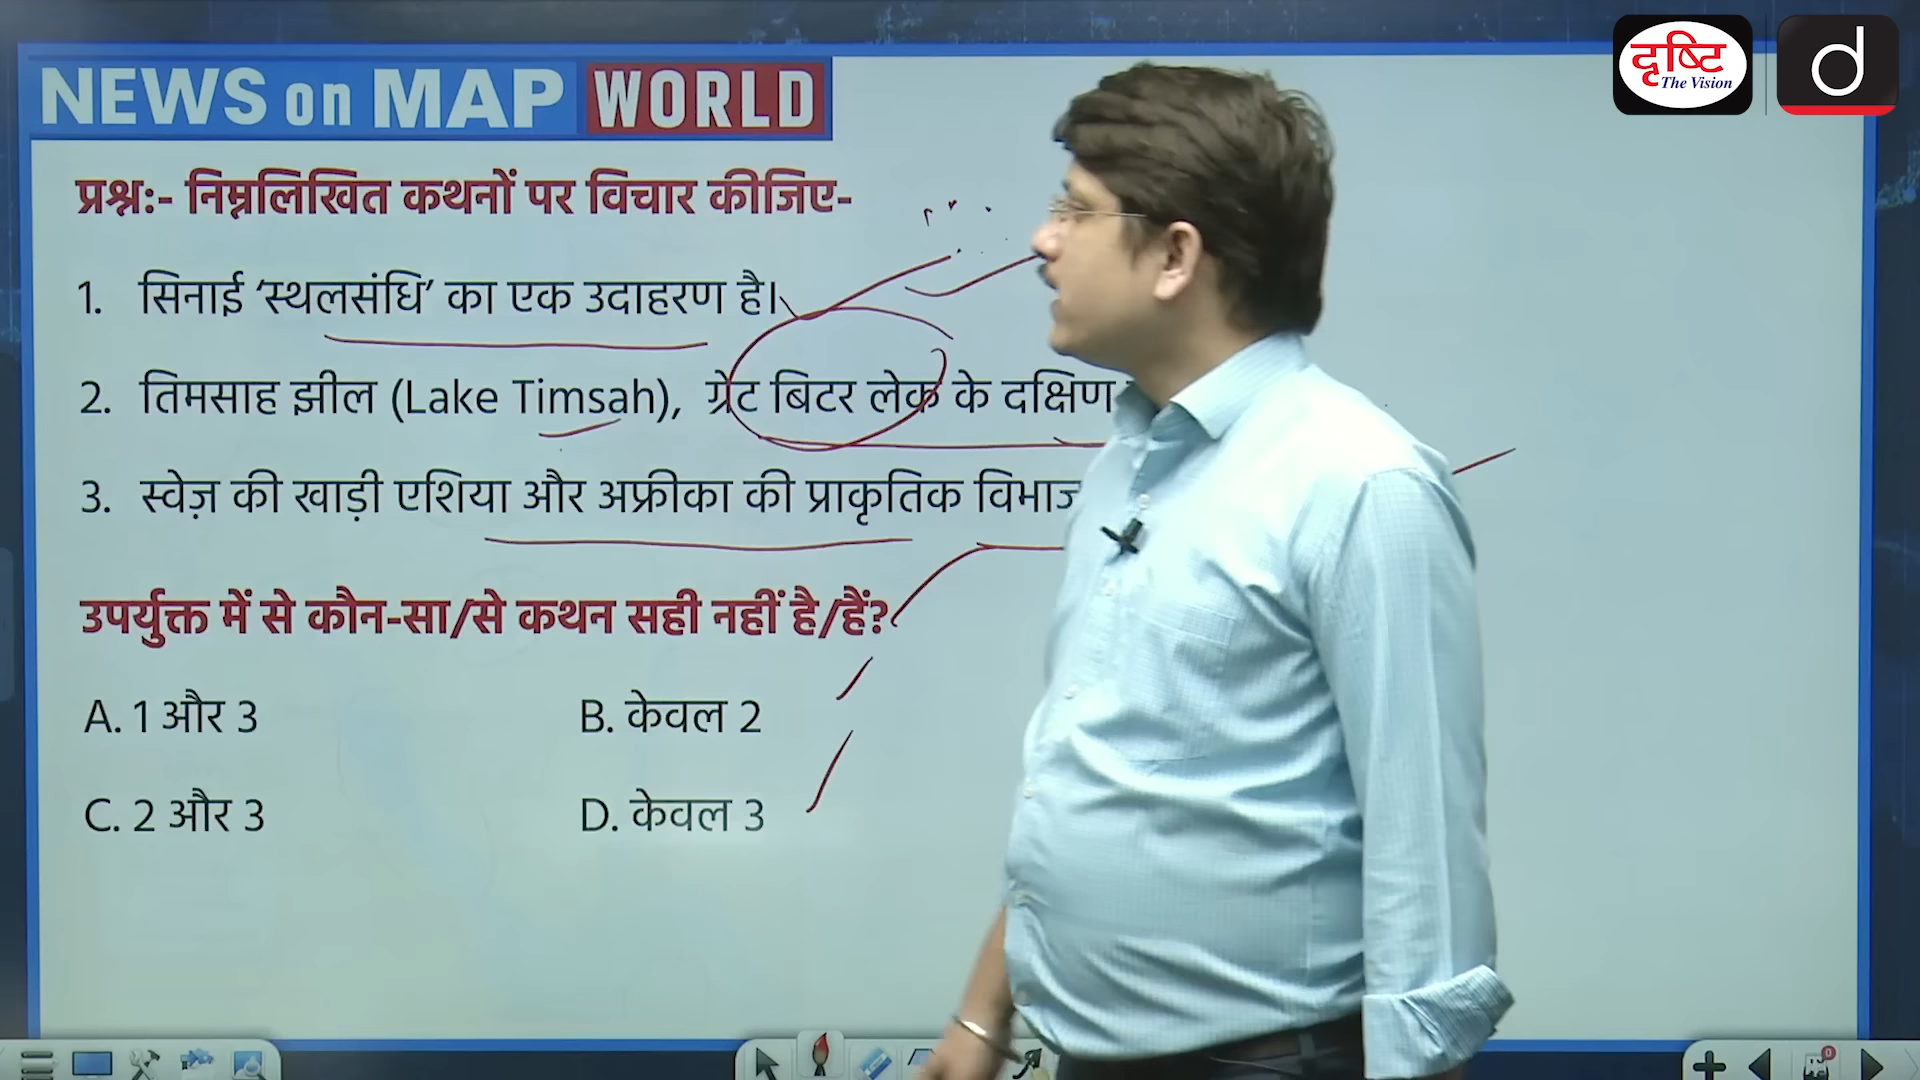 दृष्टि
The Vision
d
NEWS on MAP WORLD
प्रश्न:- निम्नलिखित कथनों पर विचार कीजिए-
1. सिनाई ‘स्थलसंधि’ का एक उदाहरण है।
2. तिमसाह झील (Lake Timsah), ग्रेट बिटर लेक के दक्षिण
3. स्वेज़ की खाड़ी एशिया और अफ्रीका की प्राकृतिक
उपर्युक्त में से कौन-सा/से कथन सही नहीं है/हैं?
A. 1 और 3 B. केवल 2
C. 2 और 3 D. केवल 3